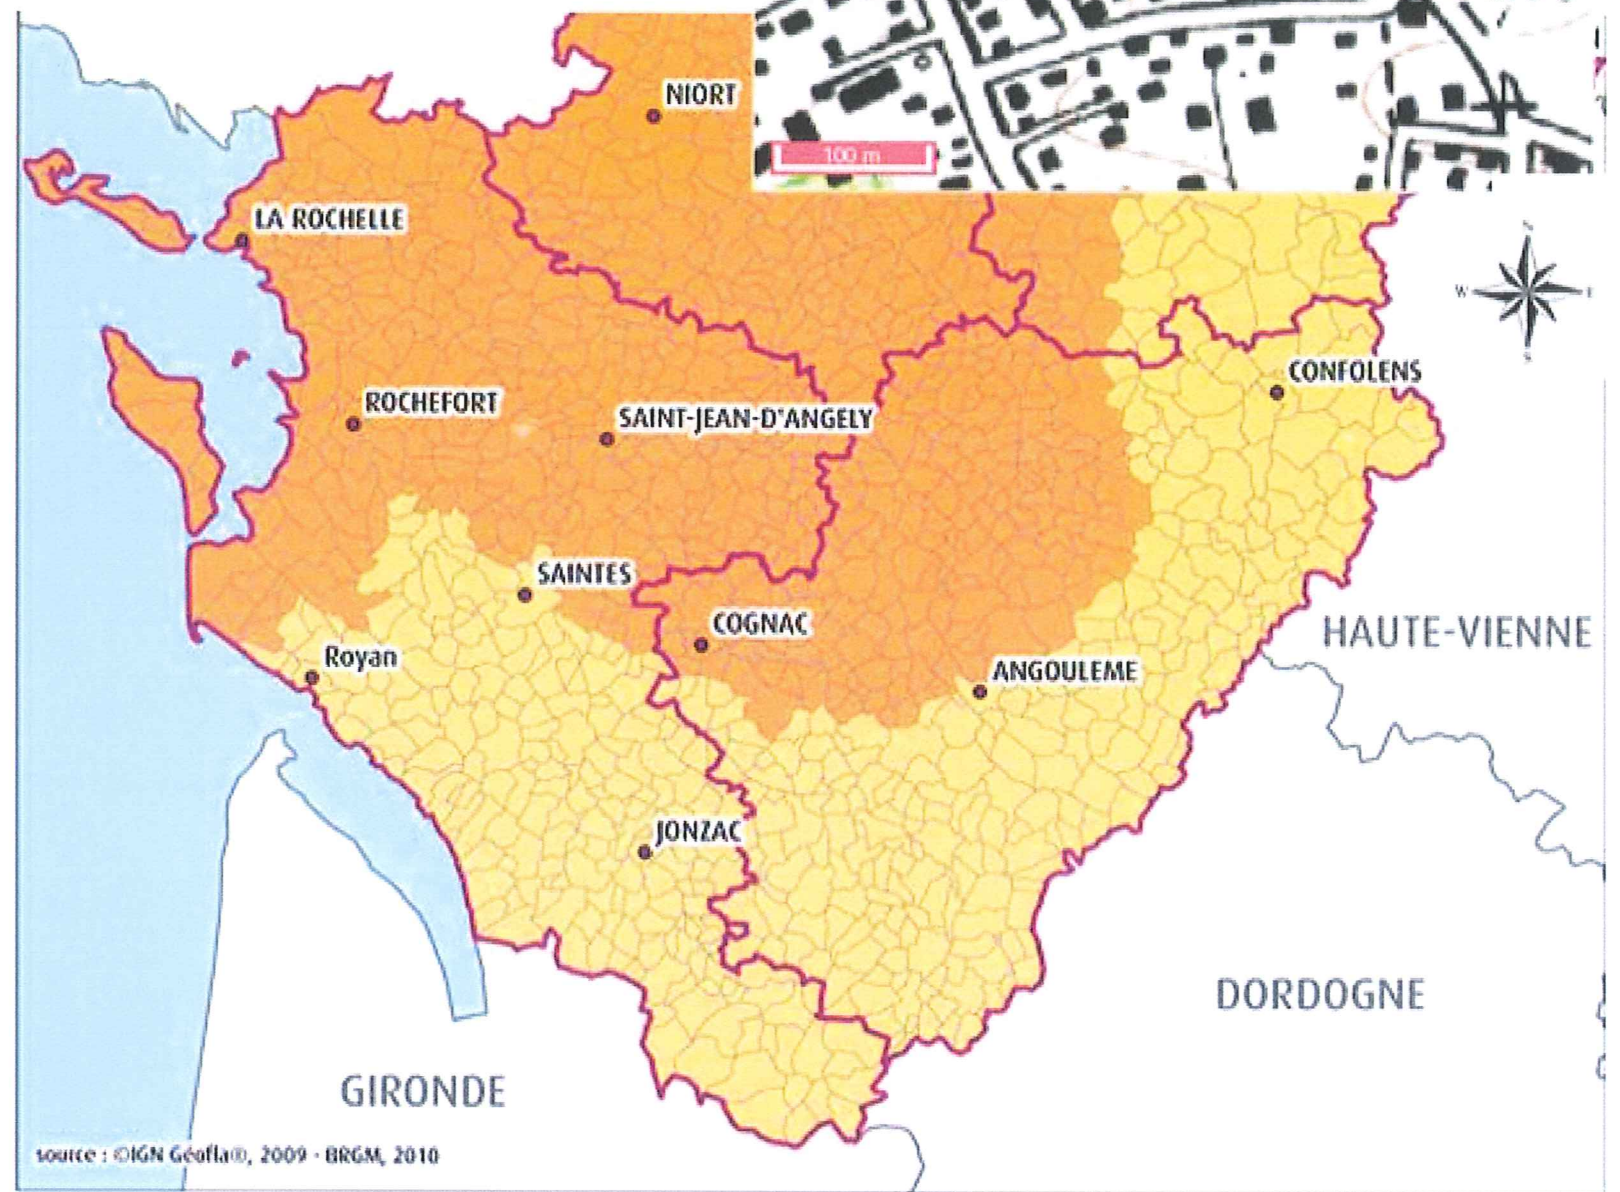 NIORT
100 m
LA ROCHELLE
N
W
E
S
CONFOLENS
ROCHEFORT
SAINT-JEAN-D'ANGELY
SAINTES
COGNAC
HAUTE-VIENNE
Royan
ANGOULEME
JONZAC
DORDOGNE
GIRONDE
source : ©IGN Géofla®, 2009 - BRGM, 2010